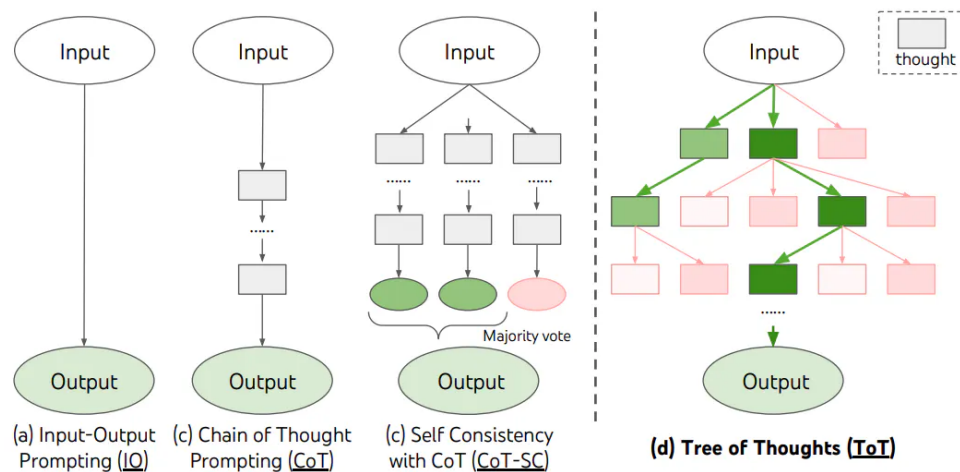 Input
Input
Input
Input
thought
......
......
......
......
......
Majority vote
Output
Output
Output
Output
(a) Input-Output
Prompting (IO)
(c) Chain of Thought
Prompting (CoT)
(c) Self Consistency
with CoT (CoT-SC)
(d) Tree of Thoughts (ToT)